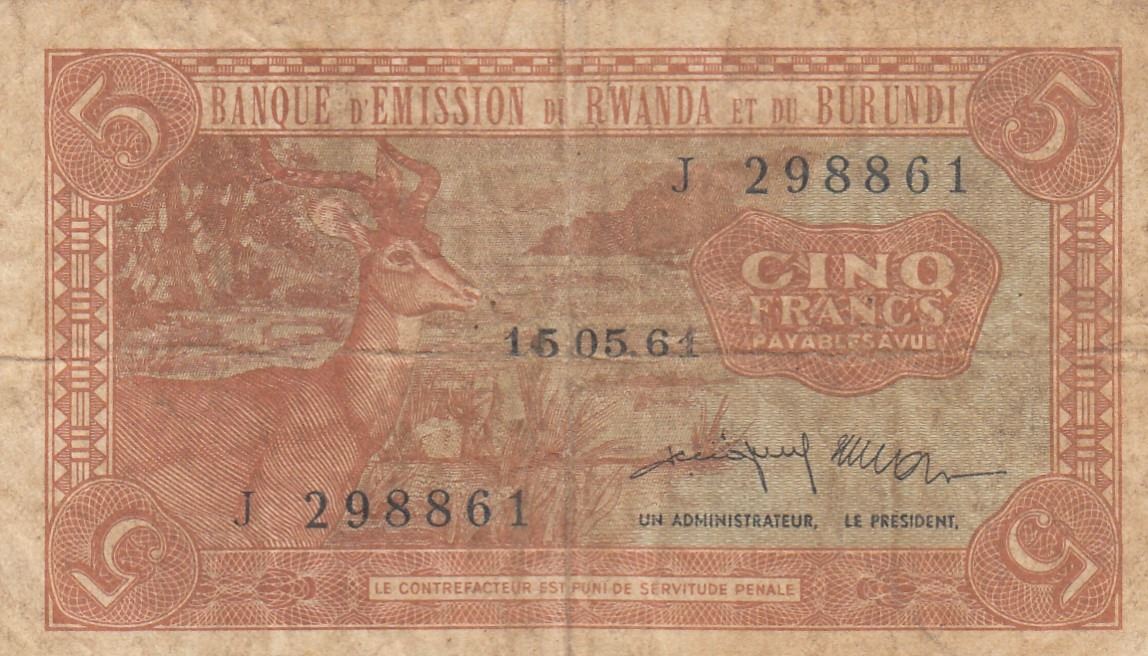 5 5
BANQUE D'EMISSION DU RWANDA ET DU BURUNDI
J 298861
CINQ
FRANCS
PAYABLES A VUE
15.05.61
J 298861
UN ADMINISTRATEUR, LE PRÉSIDENT,
5 5
LE CONTREFACTEUR EST PUNI DE SERVITUDE PENALE